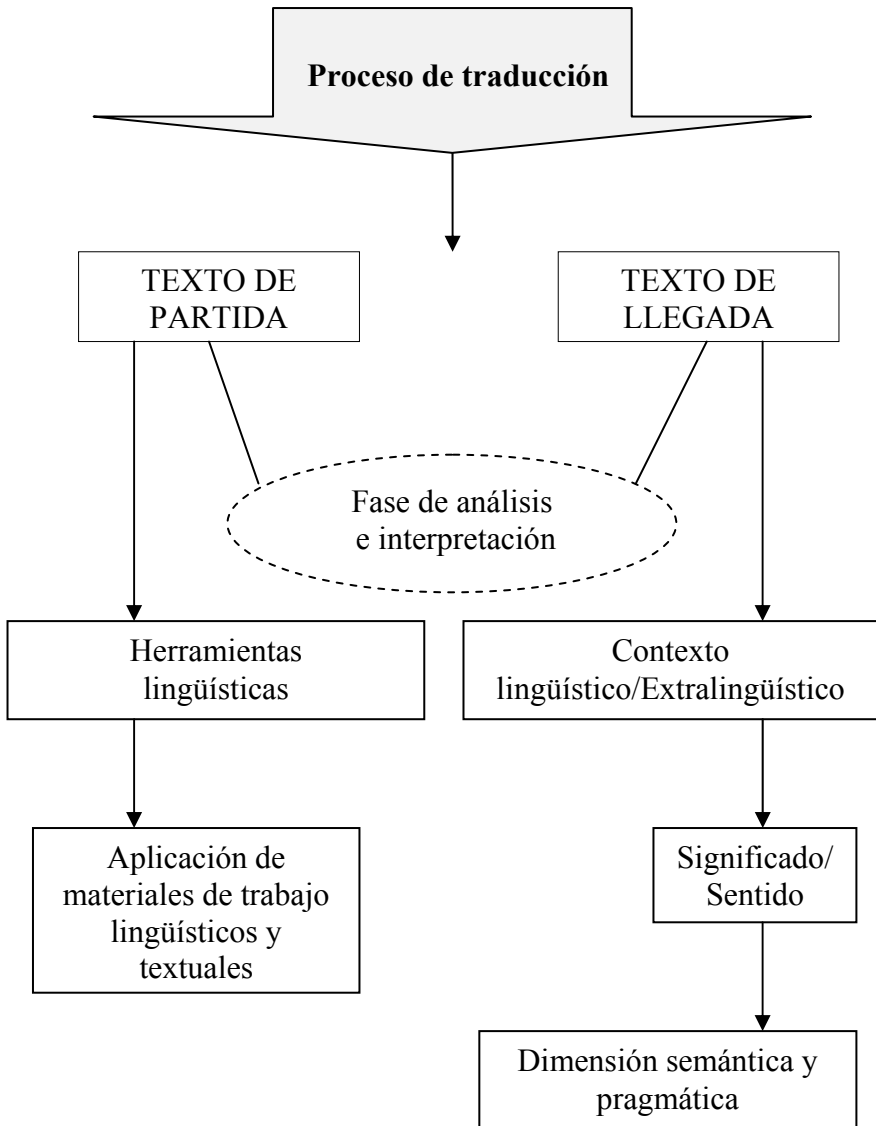 Proceso de traducción
TEXTO DE
PARTIDA
TEXTO DE
LLEGADA
Fase de análisis
e interpretación
Herramientas
lingüísticas
Contexto
lingüístico/Extralingüístico
Aplicación de
materiales de trabajo
lingüísticos y
textuales
Significado/
Sentido
Dimensión semántica y
pragmática